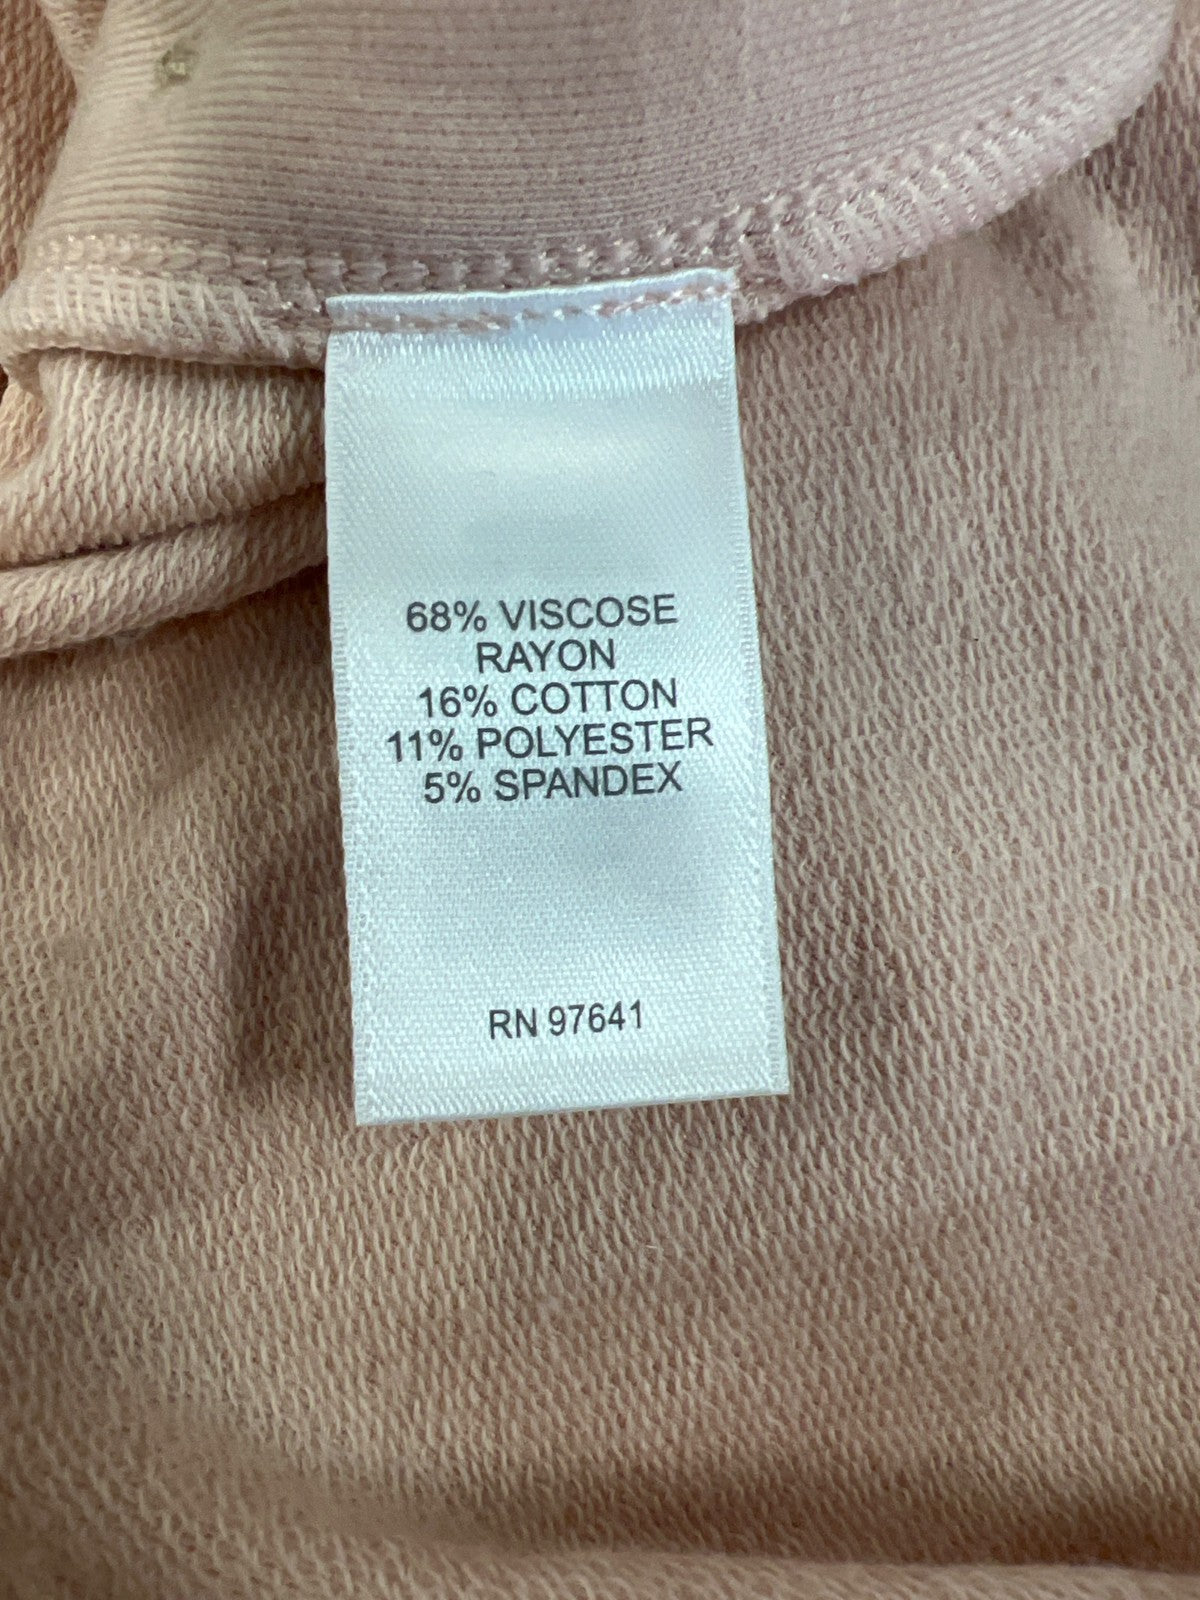 68% VISCOSE
RAYON
16% COTTON
11% POLYESTER
5% SPANDEX
RN 97641